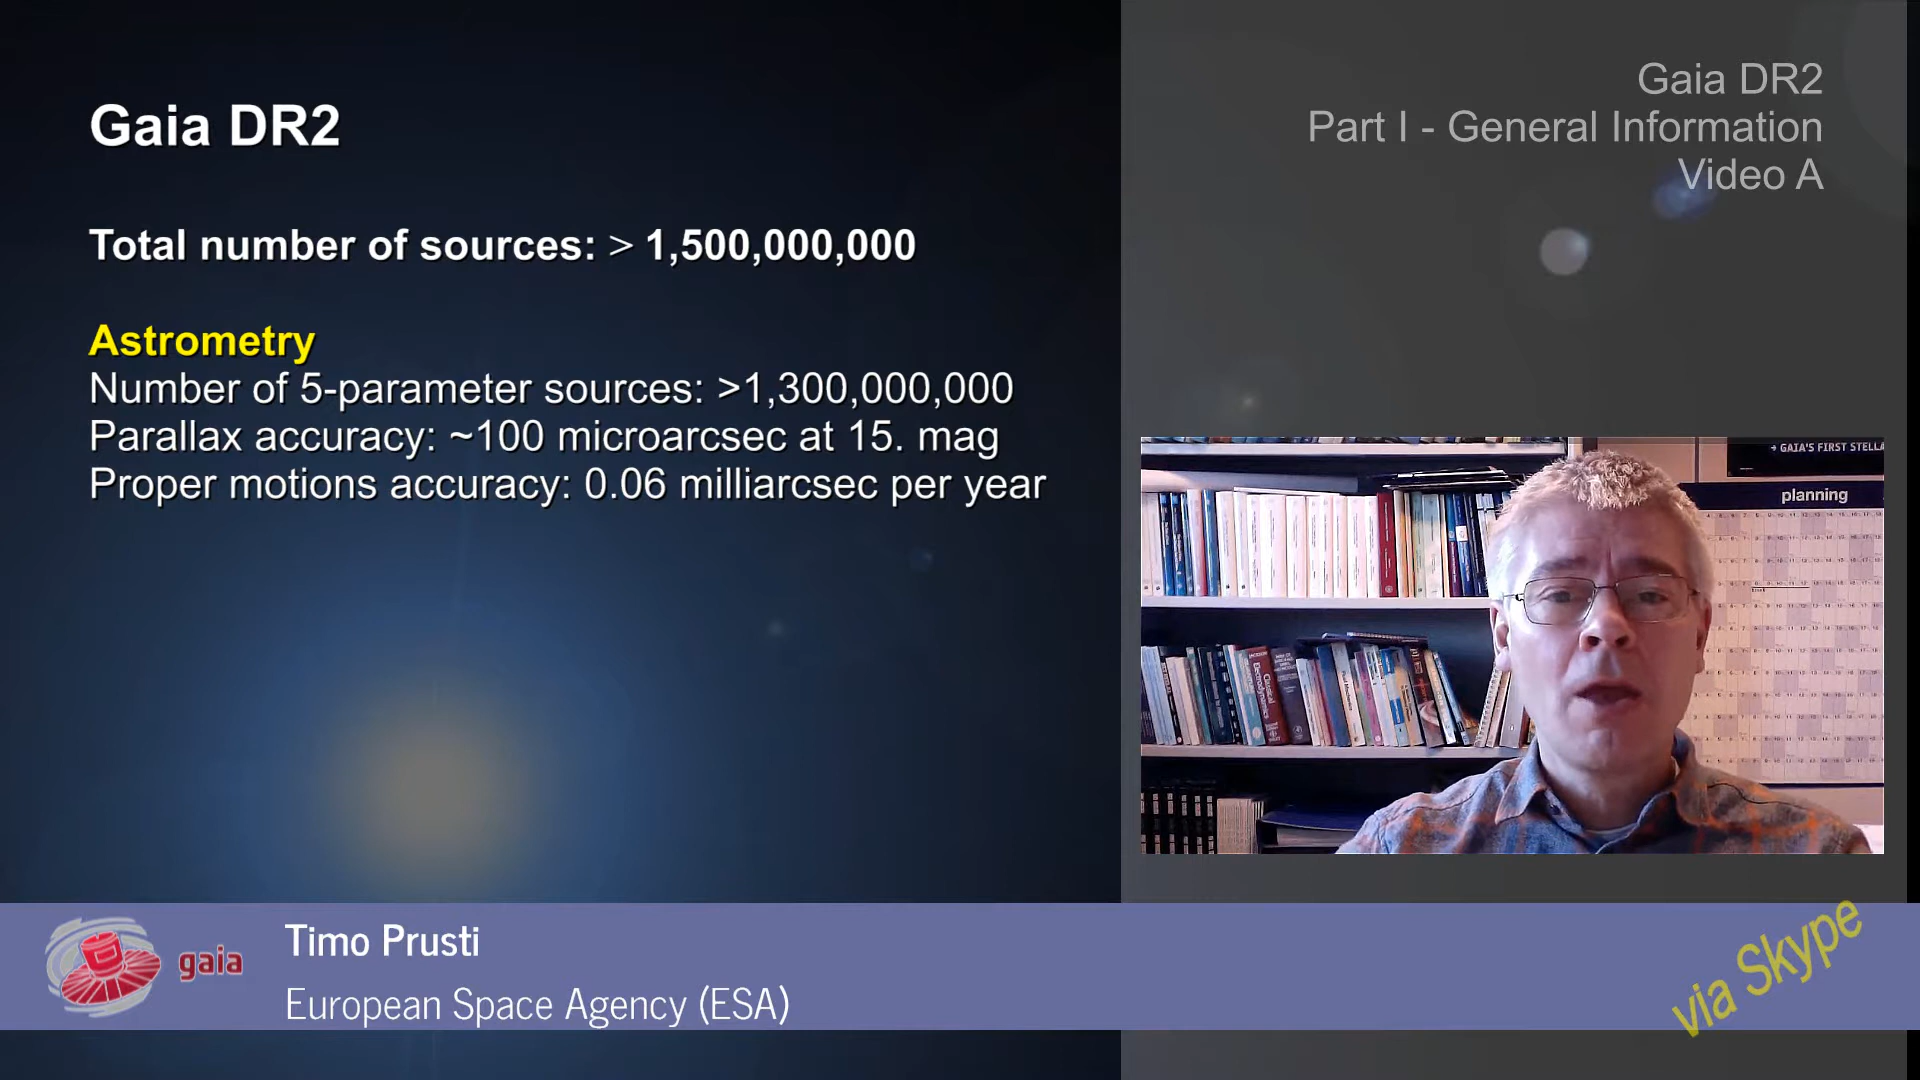 Gaia DR2
Total number of sources: > 1,500,000,000
Astrometry
Number of 5-parameter sources: >1,300,000,000
Parallax accuracy: ~100 microarcsec at 15. mag
Proper motions accuracy: 0.06 milliarcsec per year
Gaia DR2
Part I - General Information
Video A
→ GAIA'S FIRST STELLA
planning
Classical
Electrodynamics
gaia
Timo Prusti
European Space Agency (ESA)
via Skype